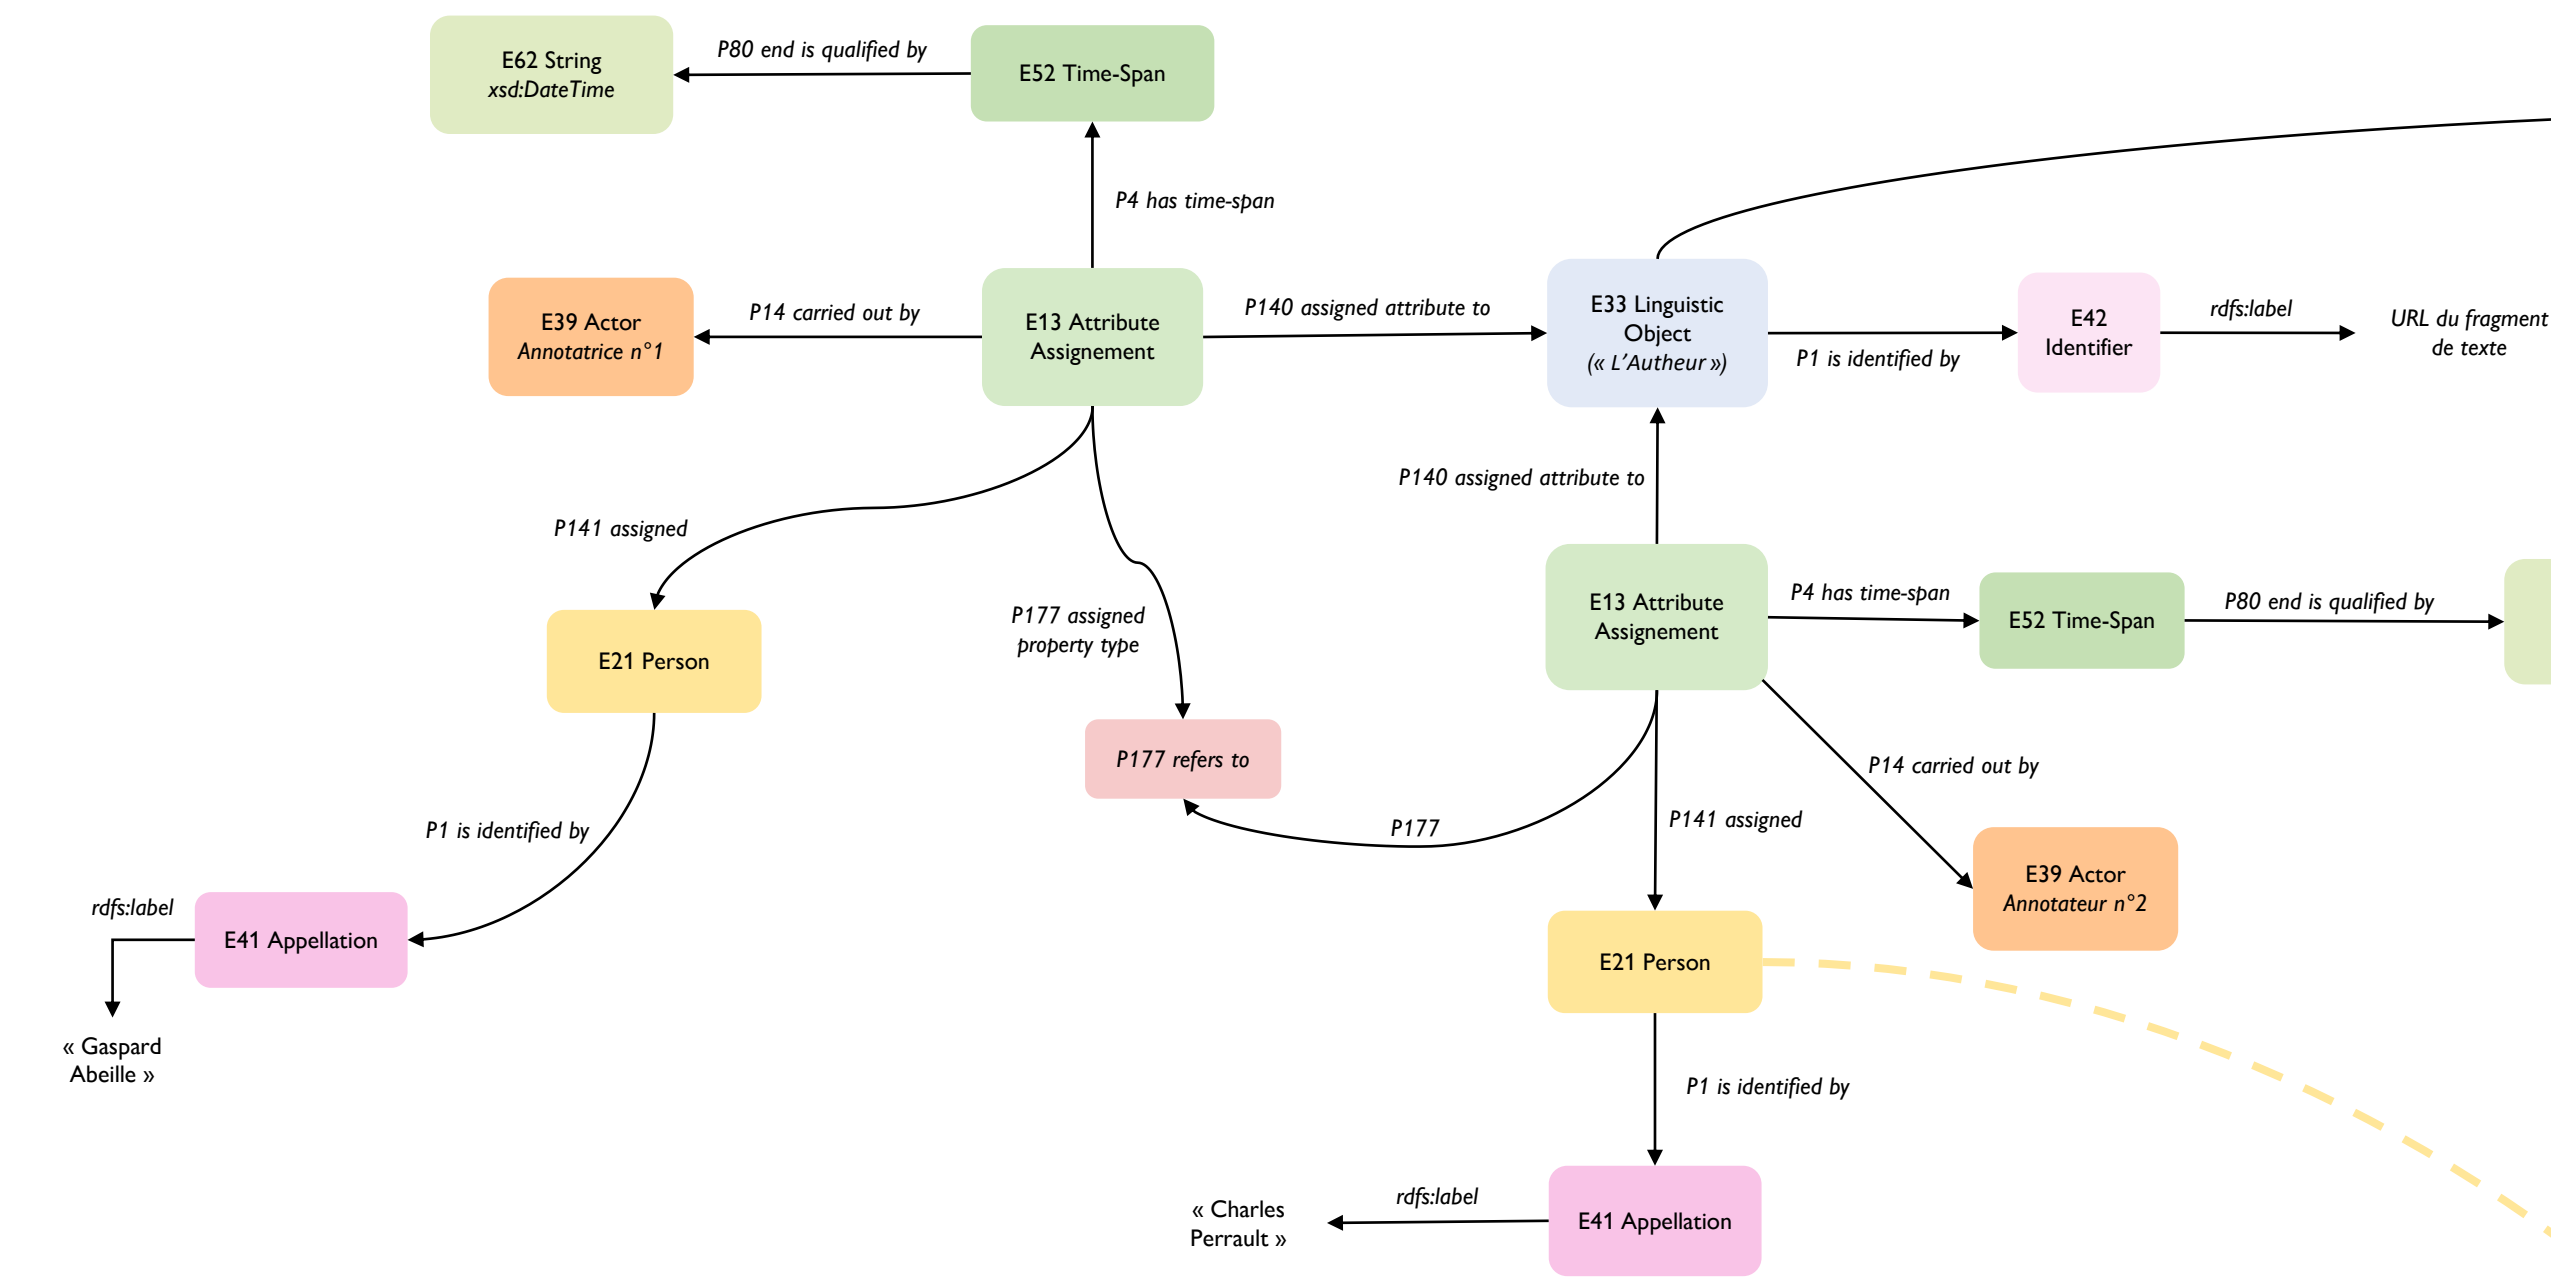 E62 String
xsd:DateTime
P80 end is qualified by
E52 Time-Span
P4 has time-span
E39 Actor
Annotatrice n°1
P14 carried out by
E13 Attribute
Assignement
P140 assigned attribute to
E33 Linguistic
Object
(« L’Autheur »)
P1 is identified by
E42
Identifier
rdfs:label
URL du fragment
de texte
P140 assigned attribute to
P141 assigned
P177 assigned
property type
E13 Attribute
Assignement
P4 has time-span
E52 Time-Span
P80 end is qualified by
E21 Person
P177 refers to
P14 carried out by
P1 is identified by
P177
P141 assigned
E39 Actor
Annotateur n°2
rdfs:label
E41 Appellation
E21 Person
« Gaspard
Abeille »
P1 is identified by
« Charles
Perrault »
rdfs:label
E41 Appellation